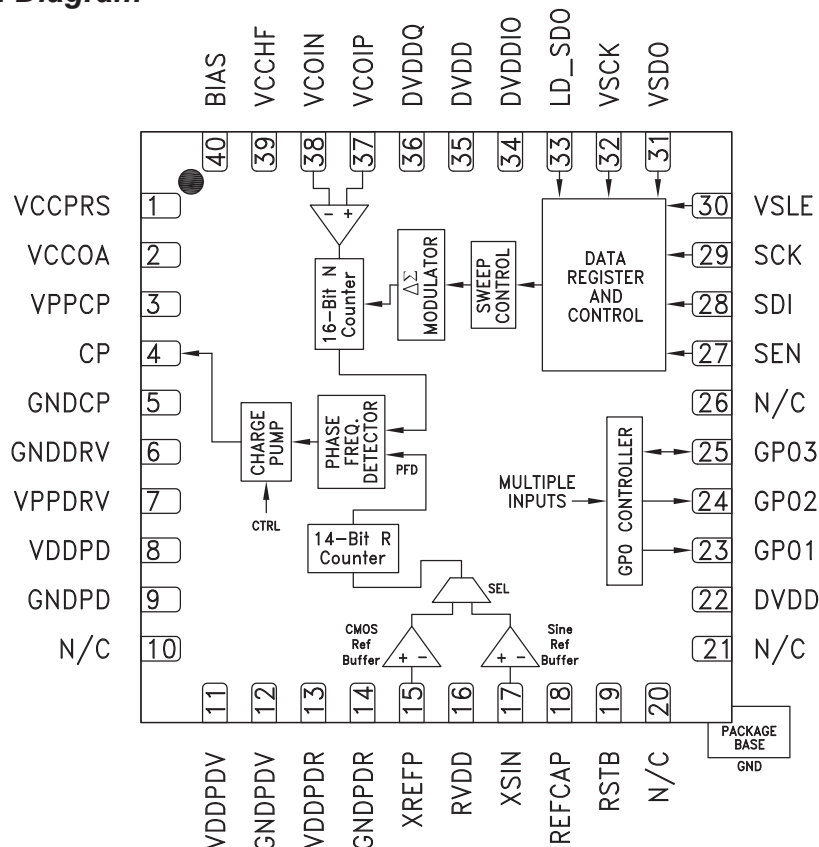 Diagram
BIAS
VCCHF
VCOIN
VCOIP
DVDDQ
DVDD
DVDDIO
LD_SDO
VSCK
VSDO
40
39
38
37
36
35
34
33
32
31
VCCPRS 1
VCCOA 2
VPPCP 3
CP 4
GNDCP 5
GNDDRV 6
VPPDRV 7
VDDPD 8
GNDPD 9
N/C 10
- +
16-Bit N
Counter
ΔΣ
MODULATOR
SWEEP
CONTROL
DATA
REGISTER
AND
CONTROL
30 VSLE
29 SCK
28 SDI
27 SEN
26 N/C
25 GPO3
24 GPO2
23 GPO1
22 DVDD
21 N/C
CHARGE
PUMP
CTRL
PHASE
FREQ.
DETECTOR
PFD
MULTIPLE
INPUTS
GPO CONTROLLER
14-Bit R
Counter
SEL
CMOS
Ref
Buffer
+ -
Sine
Ref
Buffer
+ -
11
12
13
14
15
16
17
18
19
20
VDDPDV
GNDPDV
VDDPDR
GNDPDR
XREFP
RVDD
XSIN
REFCAP
RSTB
N/C
PACKAGE
BASE
GND